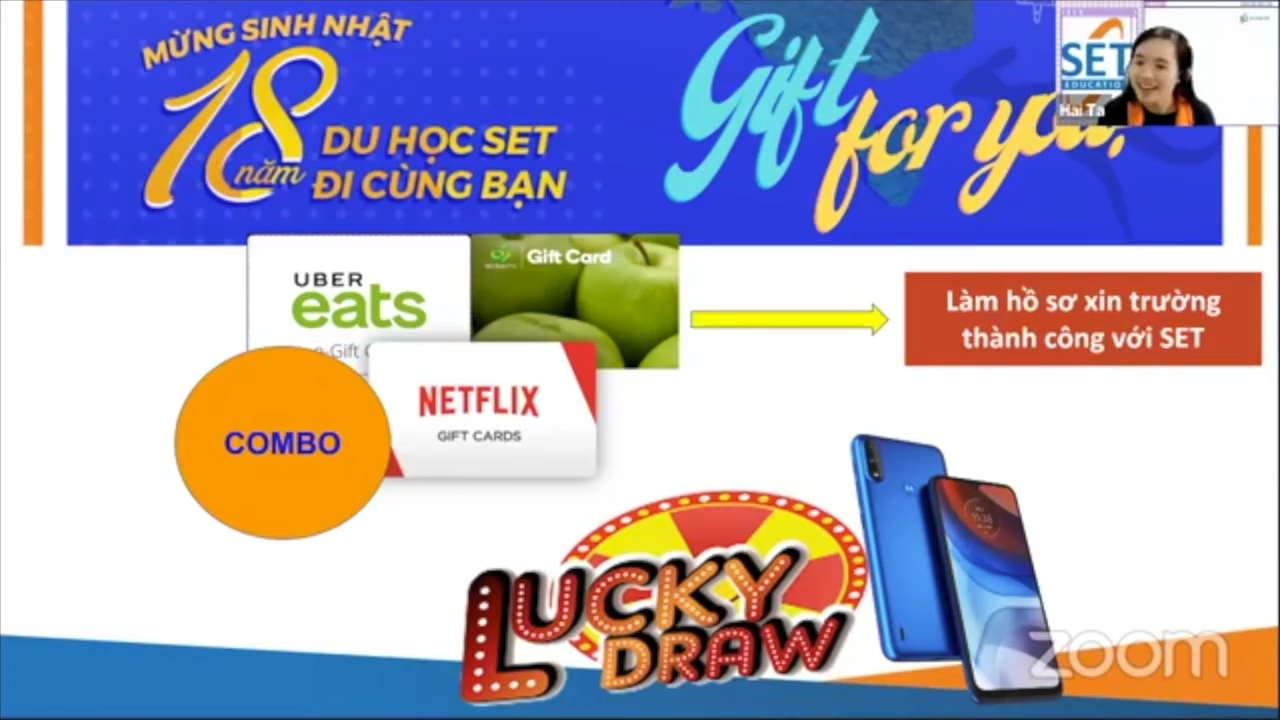 MỪNG SINH NHẬT
18
năm
DU HỌC SET
ĐI CÙNG BẠN
Gift
for you!
SET
EDUCATIO
Hai Ta
UBER
eats
Gift Card
NETFLIX
GIFT CARDS
COMBO
Làm hồ sơ xin trường
thành công với SET
LUCKY
DRAW
zoom